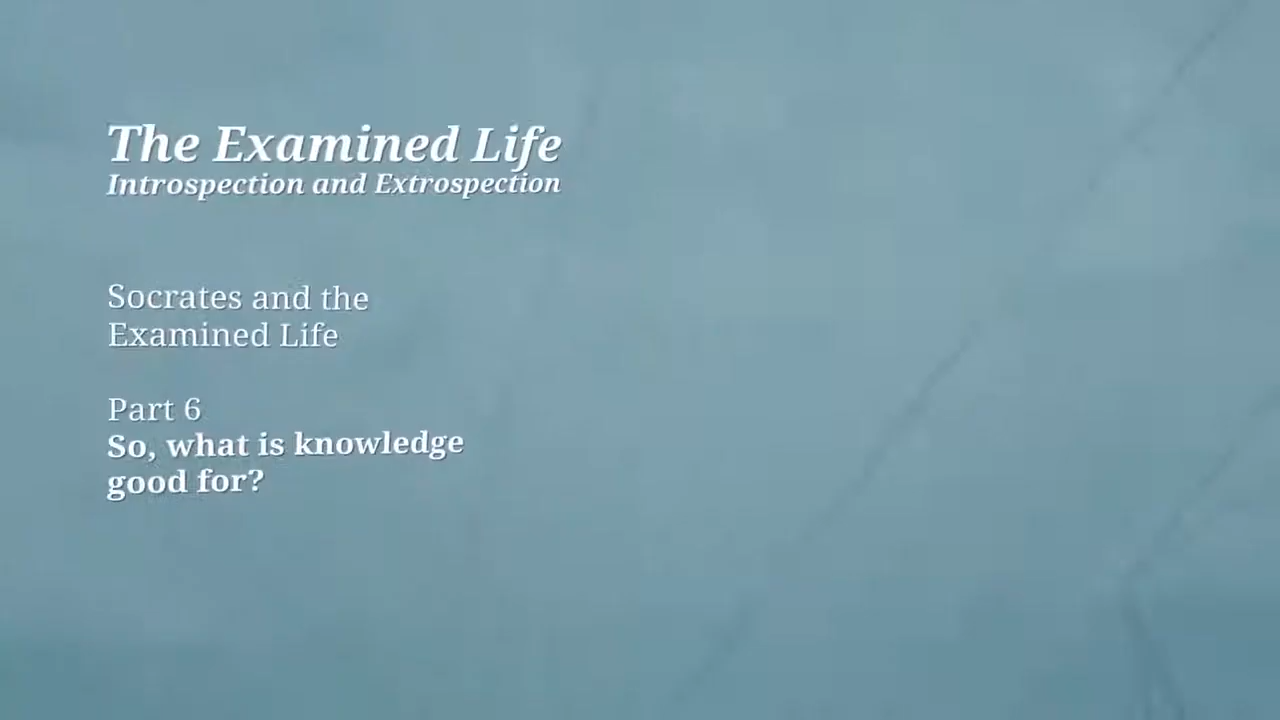 The Examined Life
Introspection and Extrospection
Socrates and the
Examined Life
Part 6
So, what is knowledge
good for?